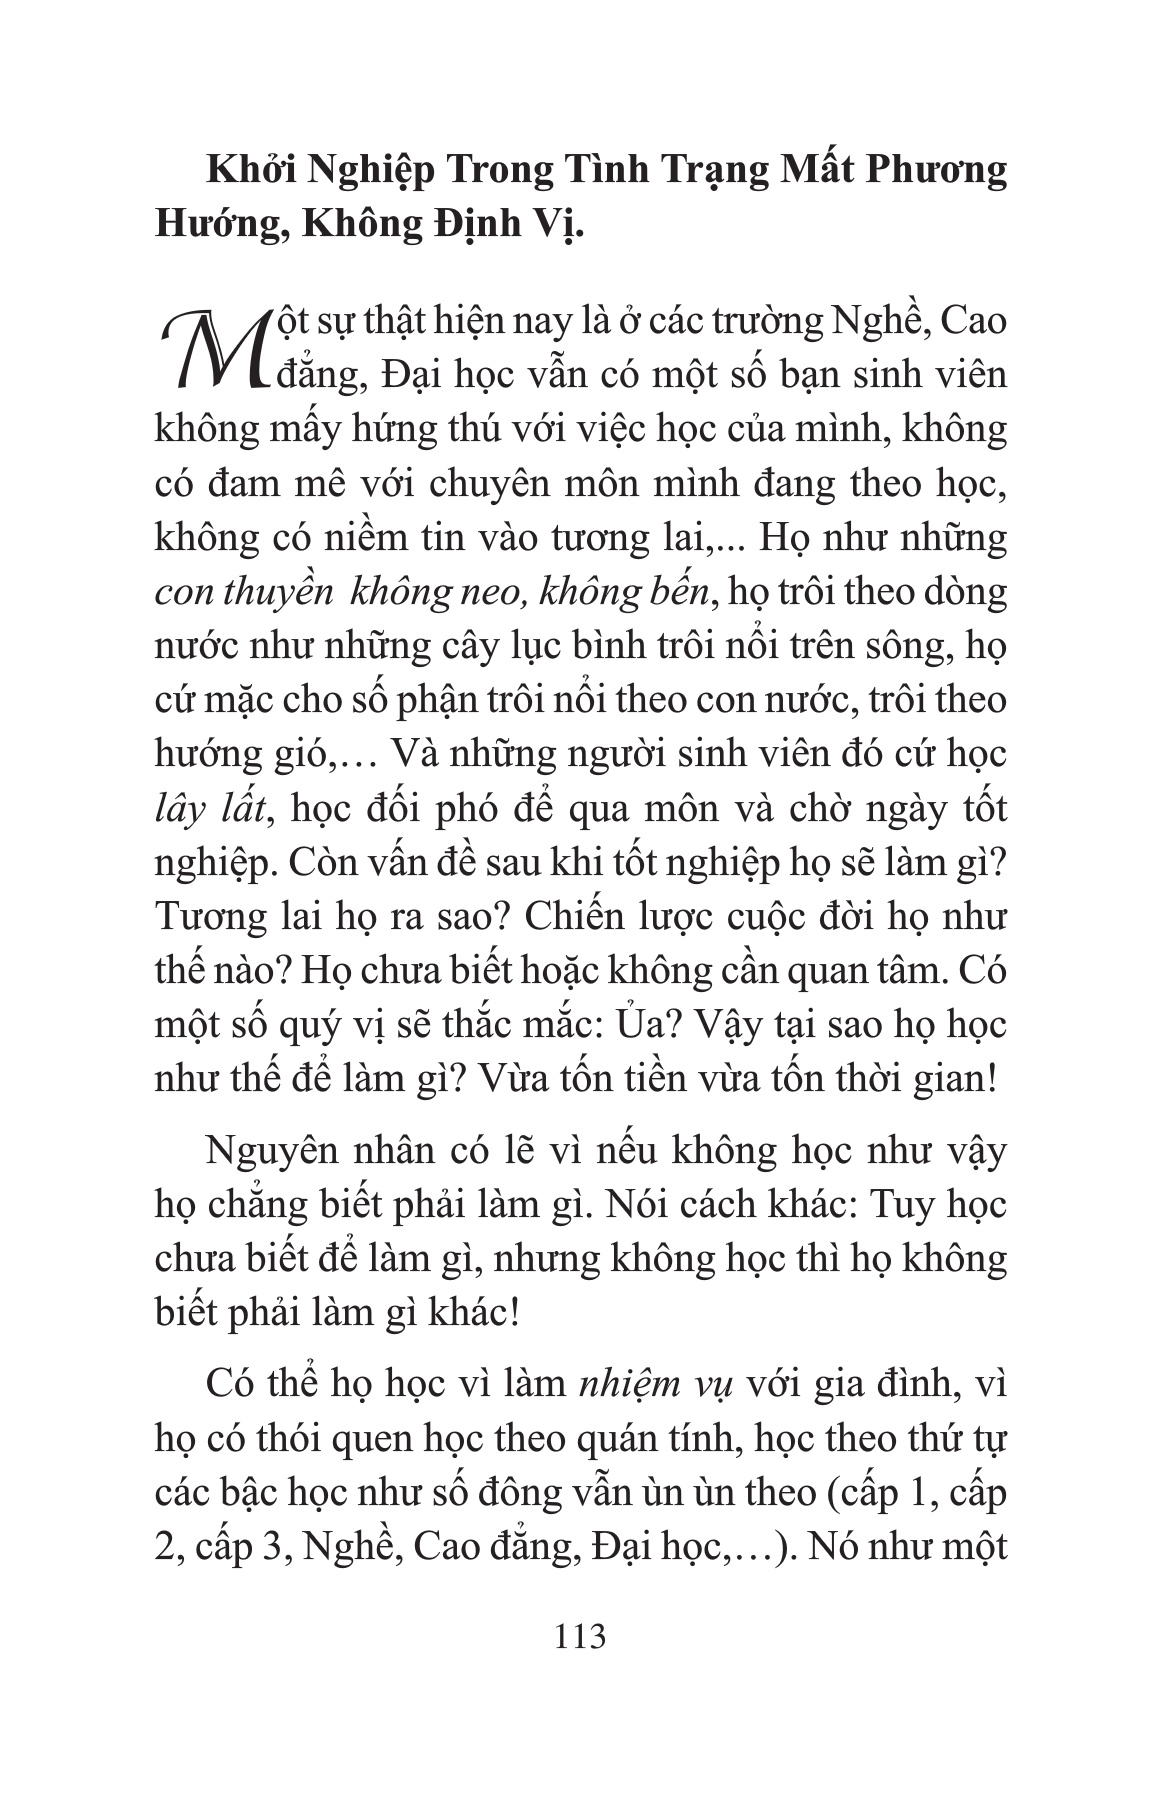 Khởi Nghiệp Trong Tình Trạng Mất Phương
Hướng, Không Định Vị.
Một sự thật hiện nay là ở các trường Nghề, Cao
đẳng, Đại học vẫn có một số bạn sinh viên
không mấy hứng thú với việc học của mình, không
có đam mê với chuyên môn mình đang theo học,
không có niềm tin vào tương lai,... Họ như những
con thuyền không neo, không bến, họ trôi theo dòng
nước như những cây lục bình trôi nổi trên sông, họ
cứ mặc cho số phận trôi nổi theo con nước, trôi theo
hướng gió,… Và những người sinh viên đó cứ học
lây lất, học đối phó để qua môn và chờ ngày tốt
nghiệp. Còn vấn đề sau khi tốt nghiệp họ sẽ làm gì?
Tương lai họ ra sao? Chiến lược cuộc đời họ như
thế nào? Họ chưa biết hoặc không cần quan tâm. Có
một số quý vị sẽ thắc mắc: Ủa? Vậy tại sao họ học
như thế để làm gì? Vừa tốn tiền vừa tốn thời gian!
Nguyên nhân có lẽ vì nếu không học như vậy
họ chẳng biết phải làm gì. Nói cách khác: Tuy học
chưa biết để làm gì, nhưng không học thì họ không
biết phải làm gì khác!
Có thể họ học vì làm nhiệm vụ với gia đình, vì
họ có thói quen học theo quán tính, học theo thứ tự
các bậc học như số đông vẫn ùn ùn theo (cấp 1, cấp
2, cấp 3, Nghề, Cao đẳng, Đại học,…). Nó như một
113